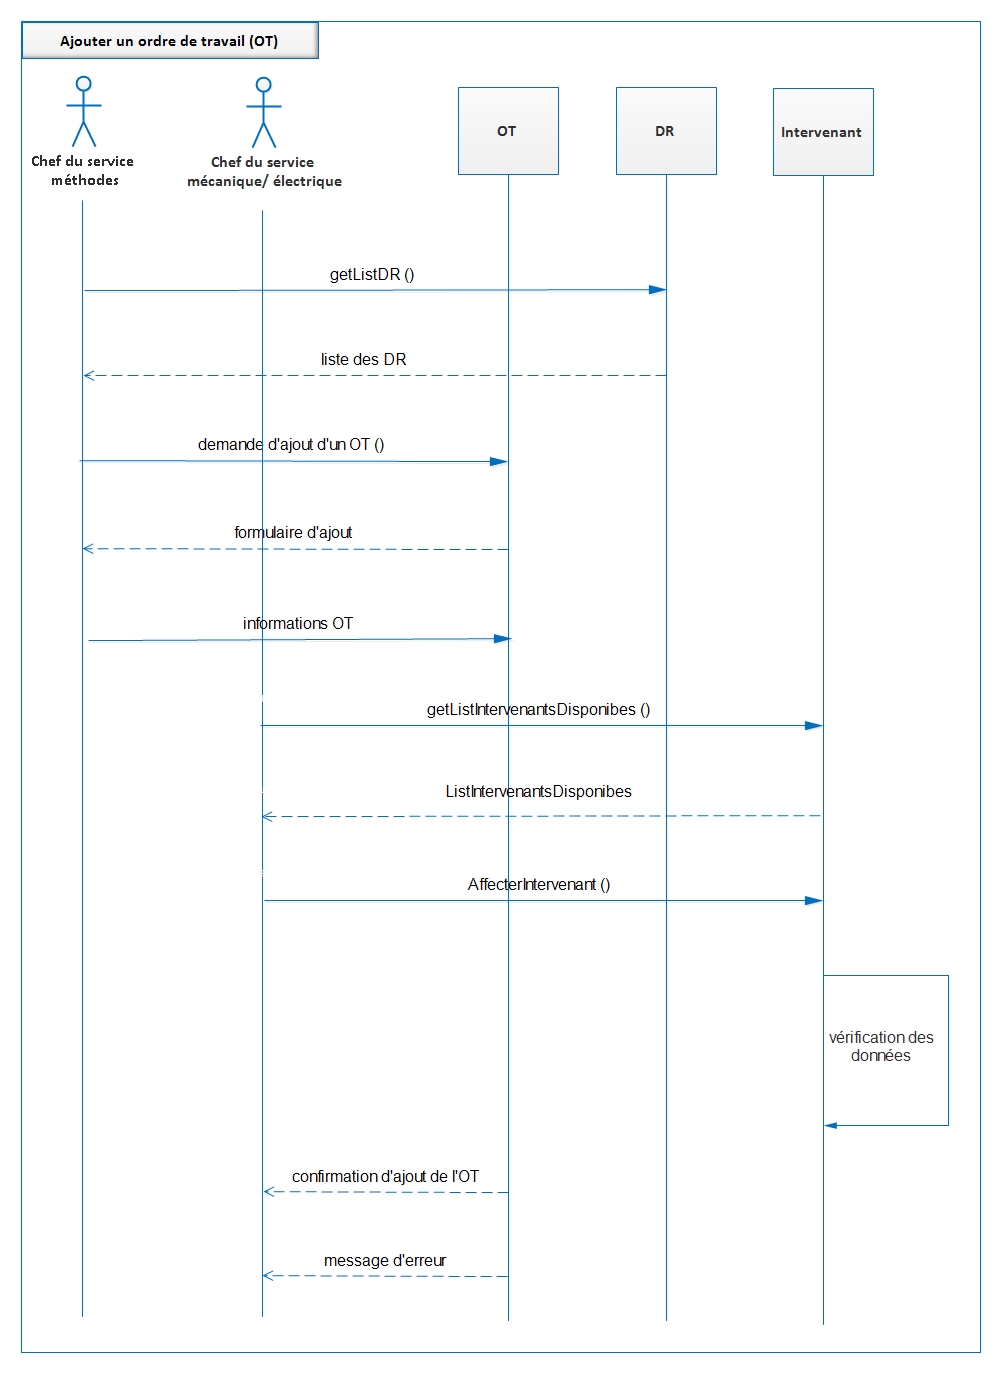 Ajouter un ordre de travail (OT)
Chef du service
méthodes
Chef du service
mécanique/ électrique
OT
DR
Intervenant
getListDR ()
liste des DR
demande d'ajout d'un OT ()
formulaire d'ajout
informations OT
getListIntervenantsDisponibes ()
ListIntervenantsDisponibes
AffecterIntervenant ()
vérification des
données
confirmation d'ajout de l'OT
message d'erreur